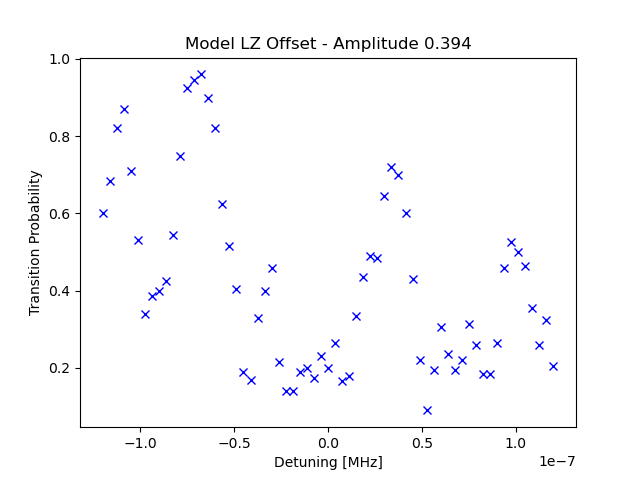 Model LZ Offset - Amplitude 0.394
1.0
0.8
0.6
0.4
0.2
Transition Probability
−1.0 −0.5 0.0 0.5 1.0
1e−7
Detuning [MHz]